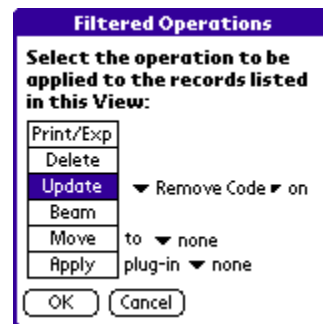 Filtered Operations
Select the operation to be
applied to the records listed
in this View:
Print/Exp
Delete
Update Remove Code on
Beam
Move to none
Apply plug-in none
OK Cancel